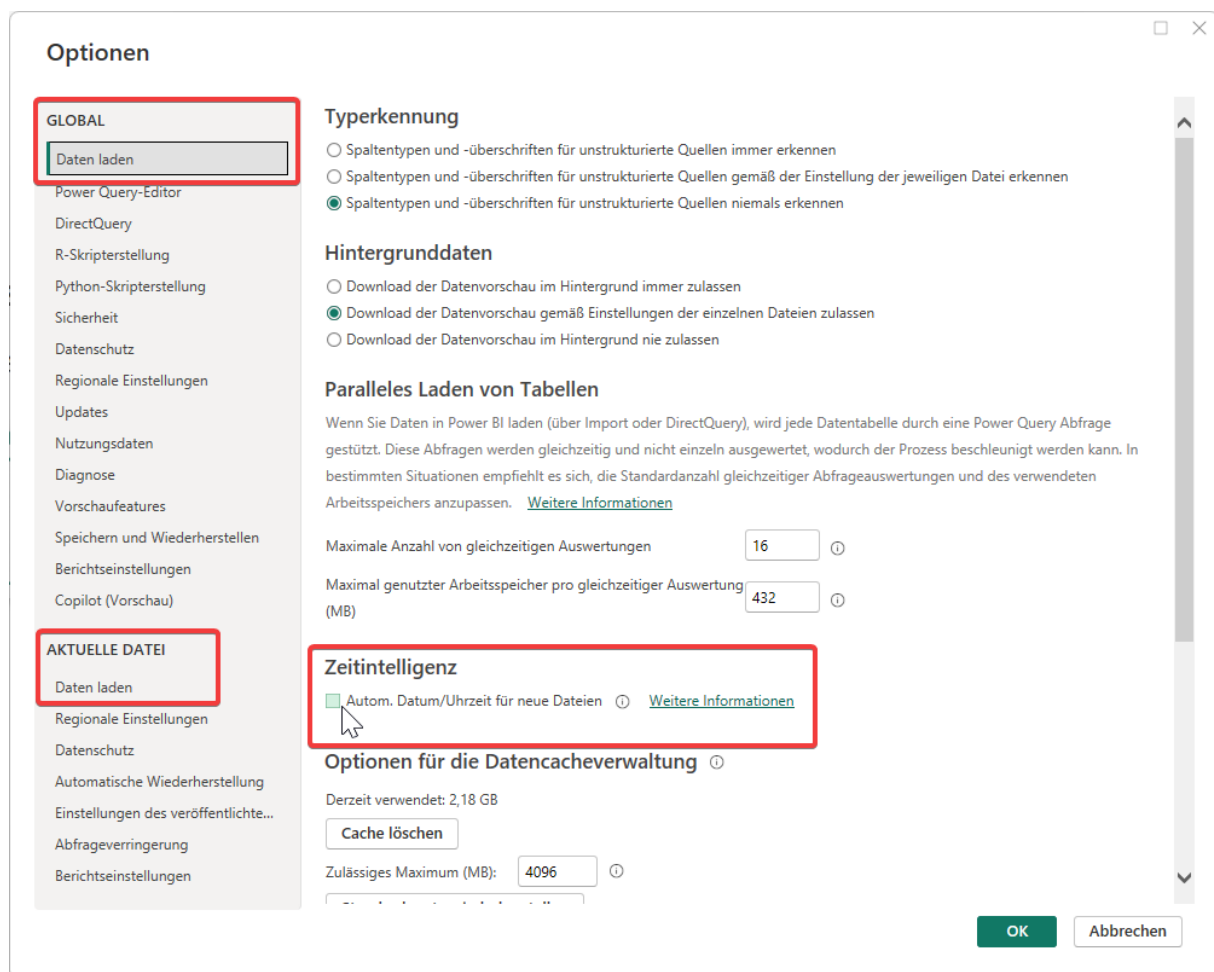 Optionen
GLOBAL
Daten laden
Power Query-Editor
DirectQuery
R-Skripterstellung
Python-Skripterstellung
Sicherheit
Datenschutz
Regionale Einstellungen
Updates
Nutzungsdaten
Diagnose
Vorschaufeatures
Speichern und Wiederherstellen
Berichtseinstellungen
Copilot (Vorschau)
AKTUELLE DATEI
Daten laden
Regionale Einstellungen
Datenschutz
Automatische Wiederherstellung
Einstellungen des veröffentlichte...
Abfrageverringerung
Berichtseinstellungen
Typerkennung
Spaltentypen und -überschriften für unstrukturierte Quellen immer erkennen
Spaltentypen und -überschriften für unstrukturierte Quellen gemäß der Einstellung der jeweiligen Datei erkennen
Spaltentypen und -überschriften für unstrukturierte Quellen niemals erkennen
Hintergrunddaten
Download der Datenvorschau im Hintergrund immer zulassen
Download der Datenvorschau gemäß Einstellungen der einzelnen Dateien zulassen
Download der Datenvorschau im Hintergrund nie zulassen
Paralleles Laden von Tabellen
Wenn Sie Daten in Power BI laden (über Import oder DirectQuery), wird jede Datentabelle durch eine Power Query Abfrage
gestützt. Diese Abfragen werden gleichzeitig und nicht einzeln ausgewertet, wodurch der Prozess beschleunigt werden kann. In
bestimmten Situationen empfiehlt es sich, die Standardanzahl gleichzeitiger Abfrageauswertungen und des verwendeten
Arbeitsspeichers anzupassen. Weitere Informationen
Maximale Anzahl von gleichzeitigen Auswertungen 16
Maximal genutzter Arbeitsspeicher pro gleichzeitiger Auswertung
(MB) 432
Zeitintelligenz
Autom. Datum/Uhrzeit für neue Dateien Weitere Informationen
Optionen für die Datencacheverwaltung
Derzeit verwendet: 2,18 GB
Cache löschen
Zulässiges Maximum (MB): 4096
OK Abbrechen